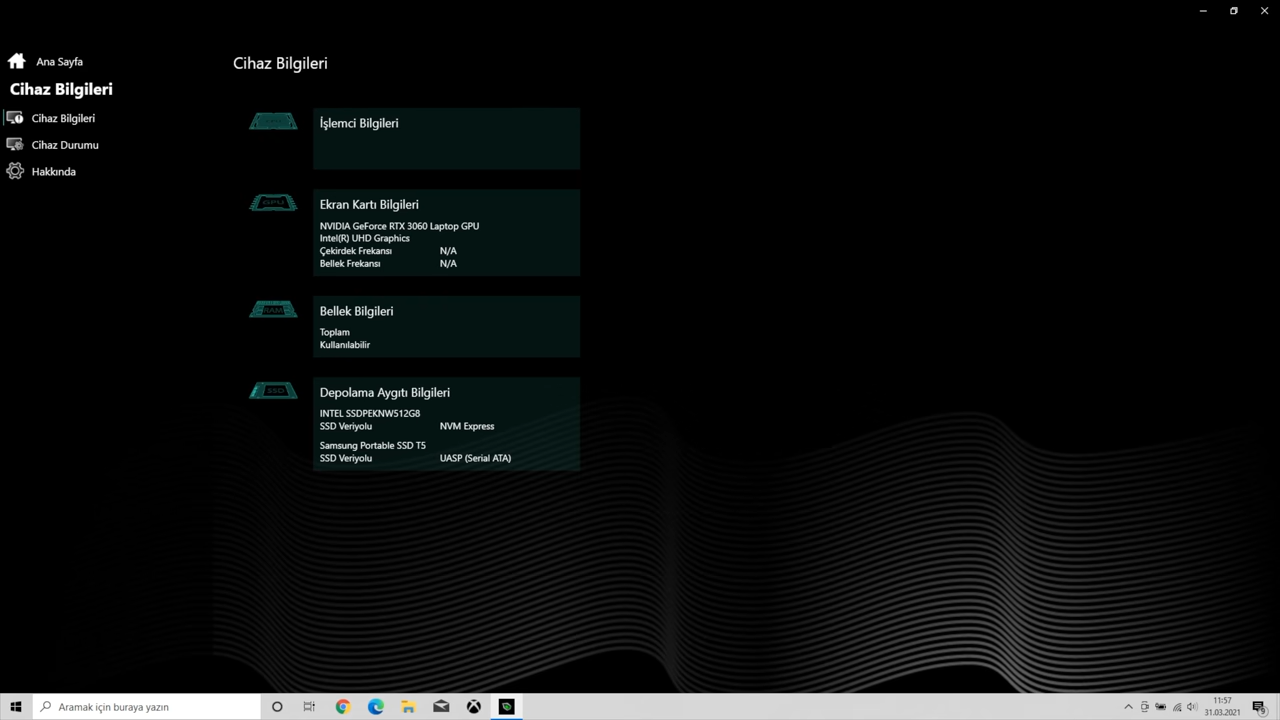 Ana Sayfa
Cihaz Bilgileri
Cihaz Bilgileri
Cihaz Durumu
Hakkında
Cihaz Bilgileri
İşlemci Bilgileri
GPU
Ekran Kartı Bilgileri
NVIDIA GeForce RTX 3060 Laptop GPU
Intel(R) UHD Graphics
Çekirdek Frekansı N/A
Bellek Frekansı N/A
RAM
Bellek Bilgileri
Toplam
Kullanılabilir
SSD
Depolama Aygıtı Bilgileri
INTEL SSDPEKNW512G8
SSD Veriyolu NVM Express
Samsung Portable SSD T5
SSD Veriyolu UASP (Serial ATA)
Aramak için buraya yazın
11:57
31.03.2021
9